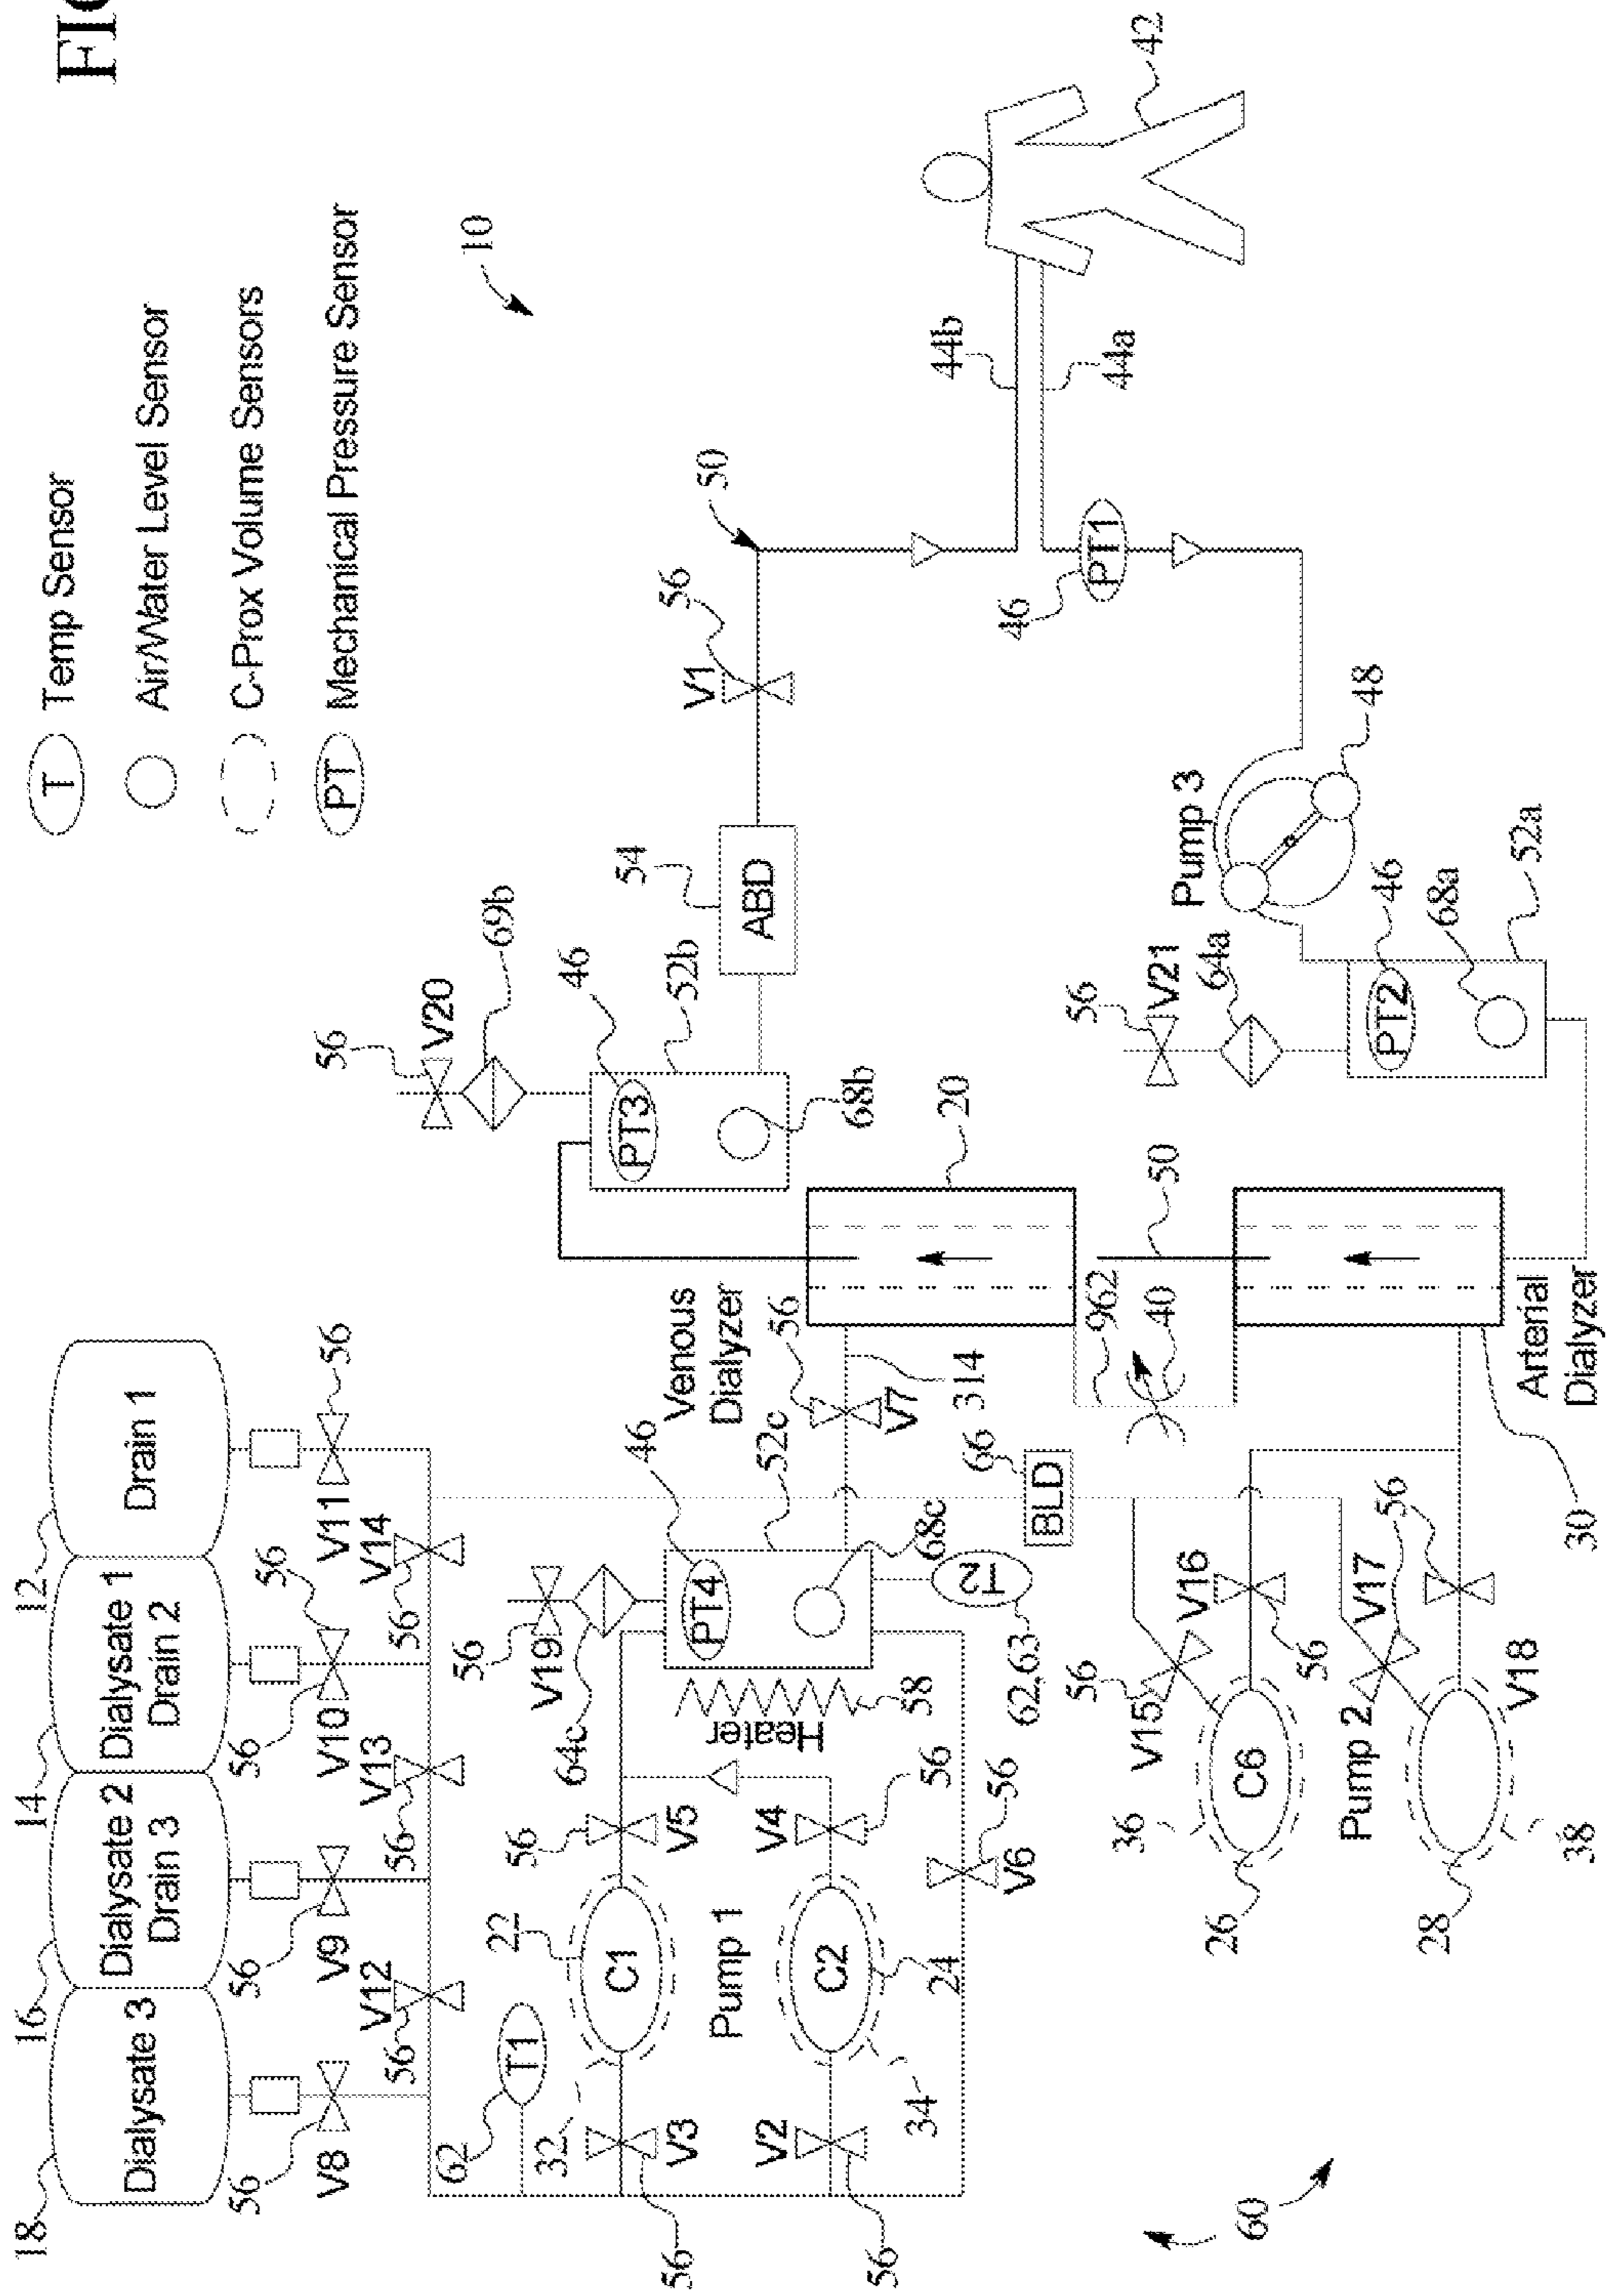 FIG
T Temp Sensor
Air/Water Level Sensor
C-Prox Volume Sensors
PT Mechanical Pressure Sensor
10
18
16
14
12
Dialysate 3
Dialysate 2
Drain 3
Dialysate 1
Drain 2
Drain 1
56
V8
56
V9
56
V10
56
V11
56
56
V12
56
V13
56
V14
56
62
T1
32
22
C1
V3
56
56
V5
Pump 1
34
24
C2
V2
56
V4
56
V6
56
60
56
V19
64c
46
PT4
52c
68c
Heater
58
T2
62,63
66
BLD
Venous
Dialyzer
56
V7
314
962
40
20
50
56
V20
69b
46
PT3
52b
68b
54
ABD
V1
56
50
44b
44a
42
46
PT1
Pump 3
48
56
V21
64a
46
PT2
68a
52a
Arterial
Dialyzer
30
56
V15
V16
56
36
C6
26
Pump 2
V17
56
V18
28
38